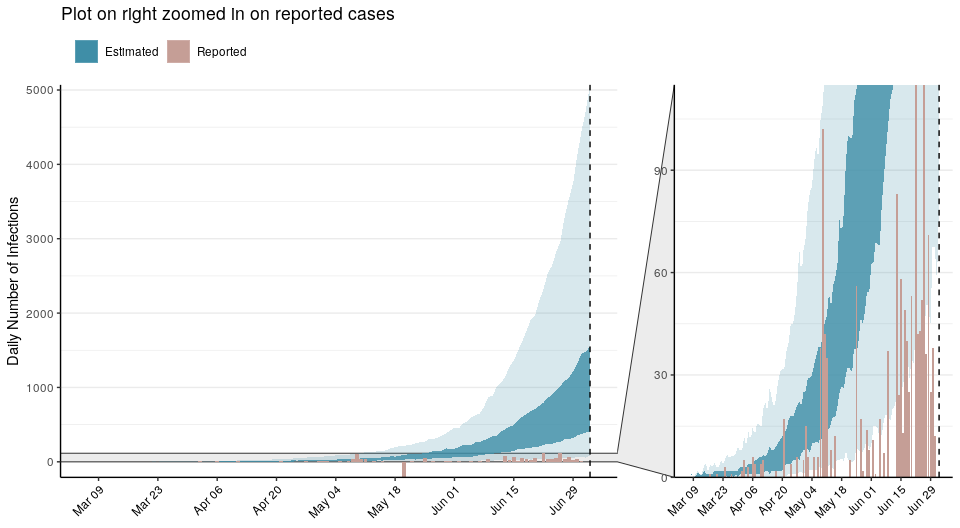 Plot on right zoomed in on reported cases
Estimated Reported
Daily Number of Infections
5000
4000
3000
2000
1000
0
Mar 09 Mar 23 Apr 06 Apr 20 May 04 May 18 Jun 01 Jun 15 Jun 29
90
60
30
0
Mar 09 Mar 23 Apr 06 Apr 20 May 04 May 18 Jun 01 Jun 15 Jun 29